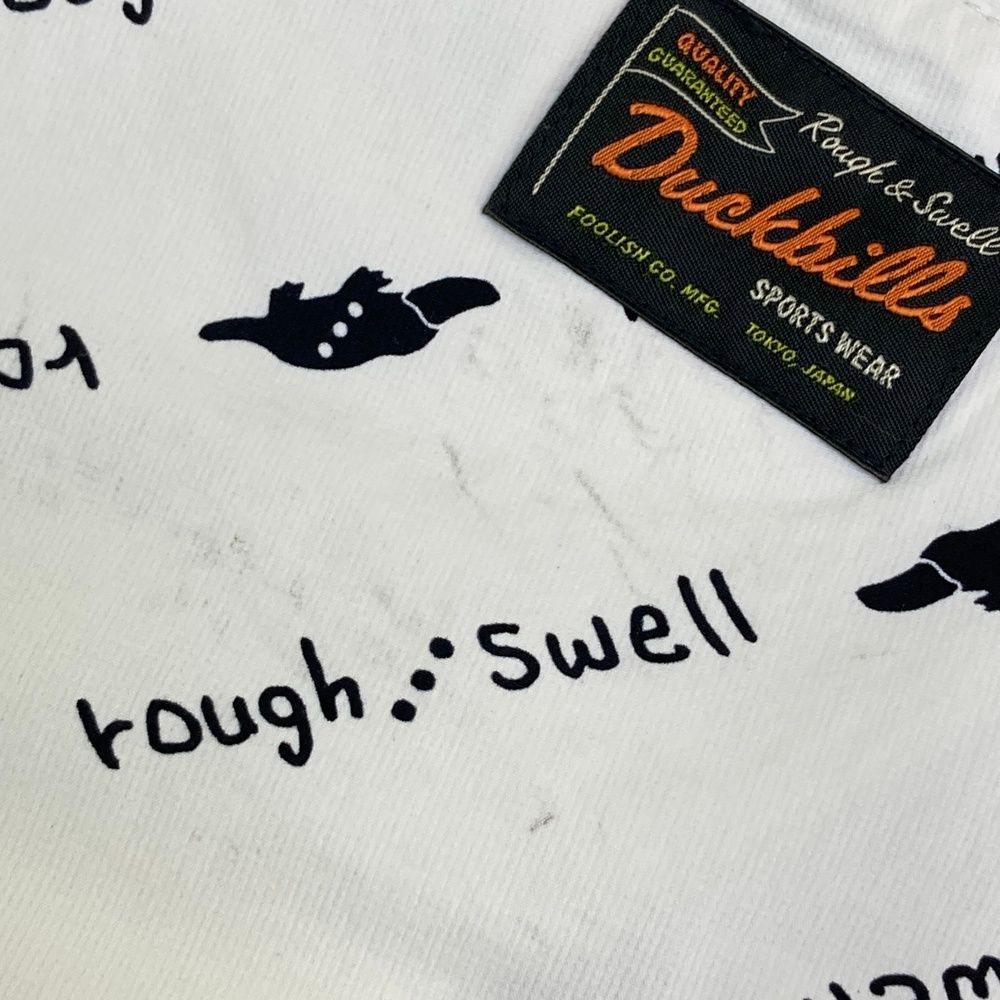 QUALITY
GUARANTEED
Rough & Swell
Duckbills
SPORTS WEAR
FOOLISH CO. MFG. TOKYO, JAPAN
rough swell